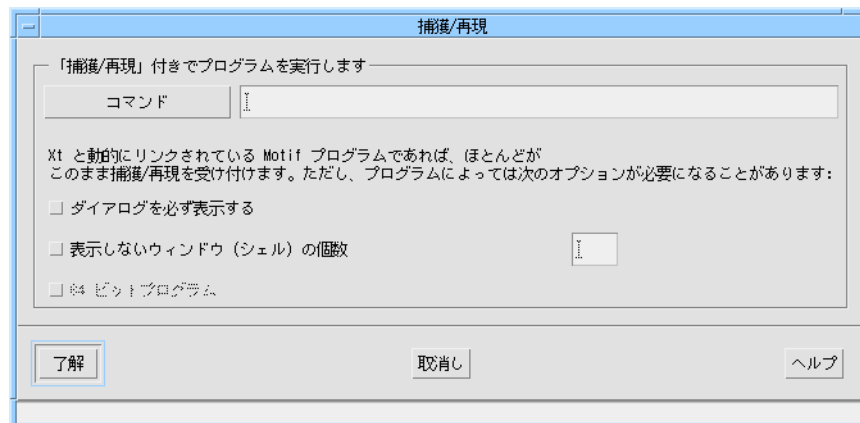 捕獲/再現
「捕獲/再現」付きでプログラムを実行します
コマンド
Xt と動的にリンクされている Motif プログラムであれば、ほとんどが
このまま捕獲/再現を受け付けます。ただし、プログラムによっては次のオプションが必要になることがあります:
ダイアログを必ず表示する
表示しないウィンドウ（シェル）の個数
64 ビットプログラム
了解
取消し
ヘルプ